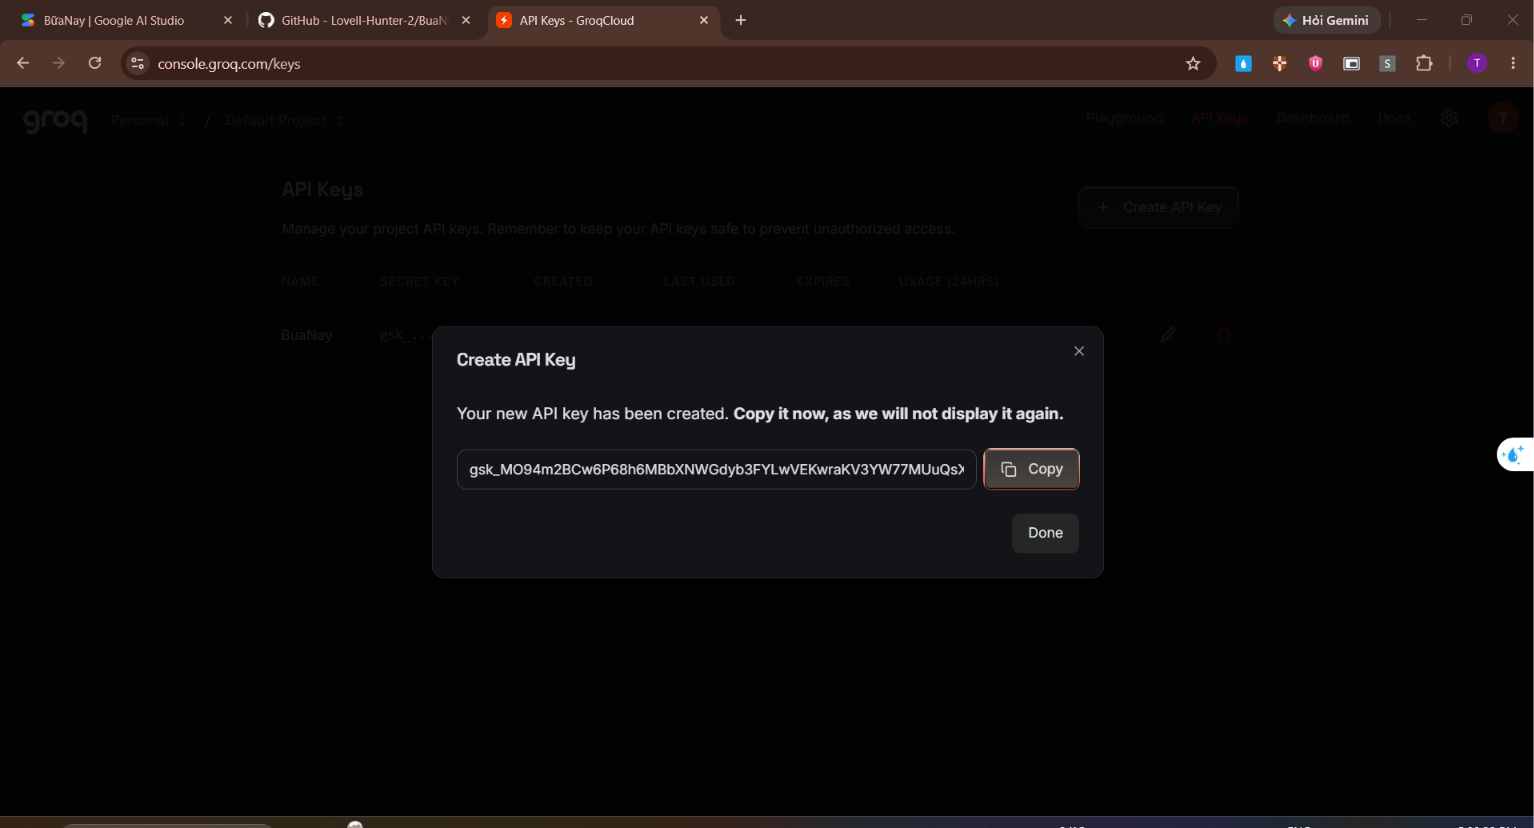 BữaNay | Google AI Studio
GitHub - Lovell-Hunter-2/BuaN
API Keys - GroqCloud
Hỏi Gemini
console.groq.com/keys
groq
Personal / Default Project
Playground
API Keys
Dashboard
Docs
T
API Keys
+ Create API Key
Manage your project API keys. Remember to keep your API keys safe to prevent unauthorized access.
NAME SECRET KEY CREATED LAST USED EXPIRES USAGE (24HRS)
BuaNay gsk_...
Create API Key
Your new API key has been created. Copy it now, as we will not display it again.
gsk_MO94m2BCw6P68h6MBbXNWGdyb3FYLwVEKwraKV3YW77MUuQsX
Copy
Done